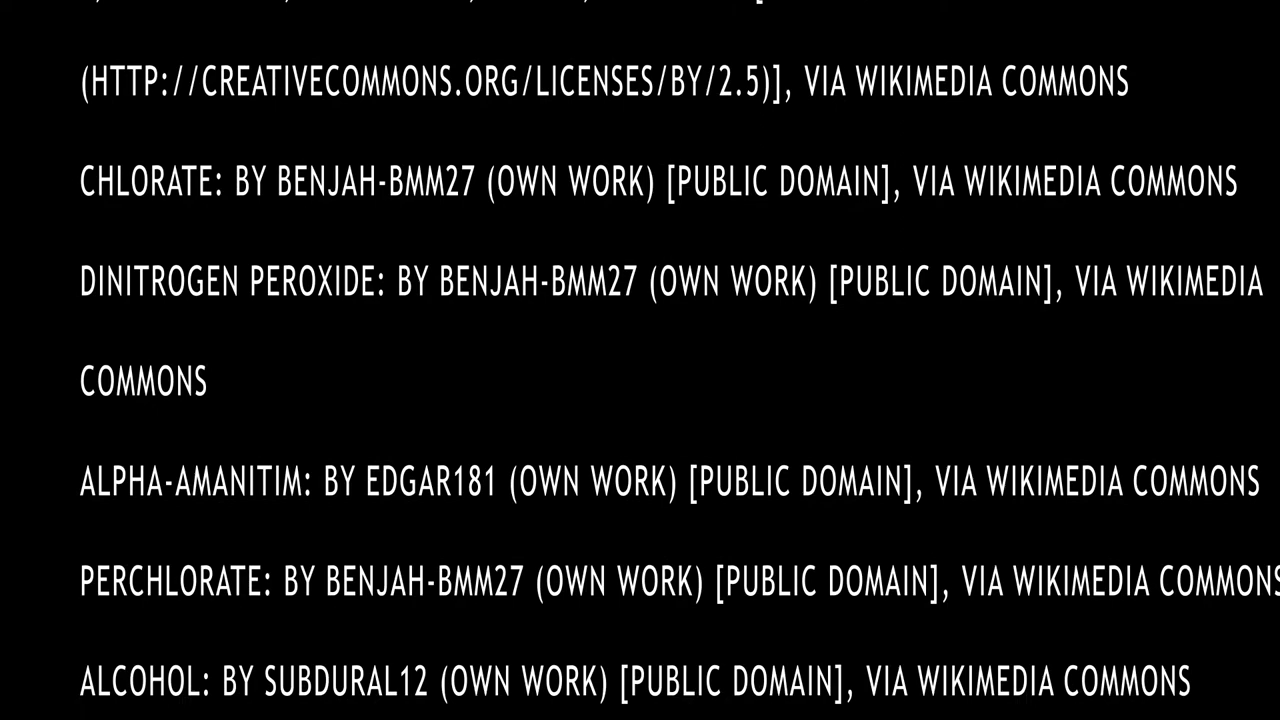 (HTTP://CREATIVECOMMONS.ORG/LICENSES/BY/2.5)], VIA WIKIMEDIA COMMONS
CHLORATE: BY BENJAH-BMM27 (OWN WORK) [PUBLIC DOMAIN], VIA WIKIMEDIA COMMONS
DINITROGEN PEROXIDE: BY BENJAH-BMM27 (OWN WORK) [PUBLIC DOMAIN], VIA WIKIMEDIA
COMMONS
ALPHA-AMANITIM: BY EDGAR181 (OWN WORK) [PUBLIC DOMAIN], VIA WIKIMEDIA COMMONS
PERCHLORATE: BY BENJAH-BMM27 (OWN WORK) [PUBLIC DOMAIN], VIA WIKIMEDIA COMMONS
ALCOHOL: BY SUBDURAL12 (OWN WORK) [PUBLIC DOMAIN], VIA WIKIMEDIA COMMONS